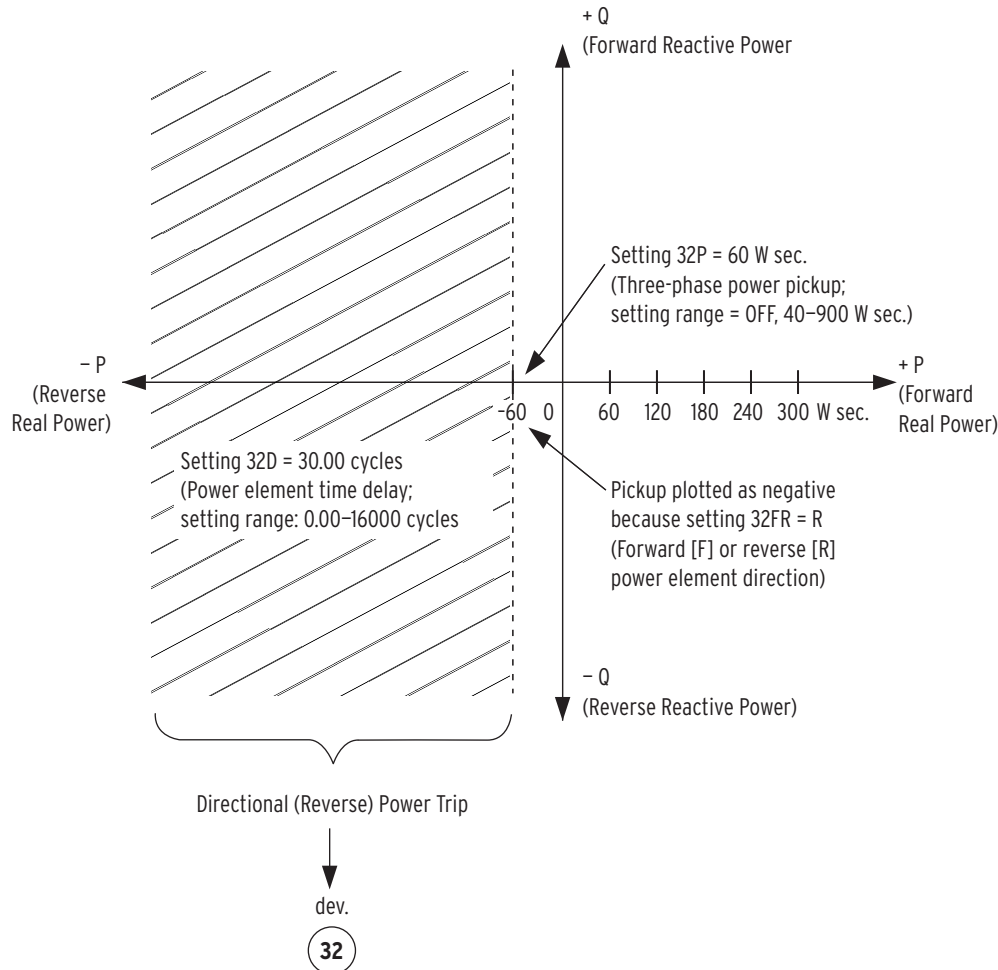 + Q
(Forward Reactive Power
Setting 32P = 60 W sec.
(Three-phase power pickup;
setting range = OFF, 40–900 W sec.)
– P
(Reverse
Real Power)
+ P
(Forward
Real Power)
-60 0 60 120 180 240 300 W sec.
Setting 32D = 30.00 cycles
(Power element time delay;
setting range: 0.00–16000 cycles
Pickup plotted as negative
because setting 32FR = R
(Forward [F] or reverse [R]
power element direction)
– Q
(Reverse Reactive Power)
Directional (Reverse) Power Trip
dev.
32